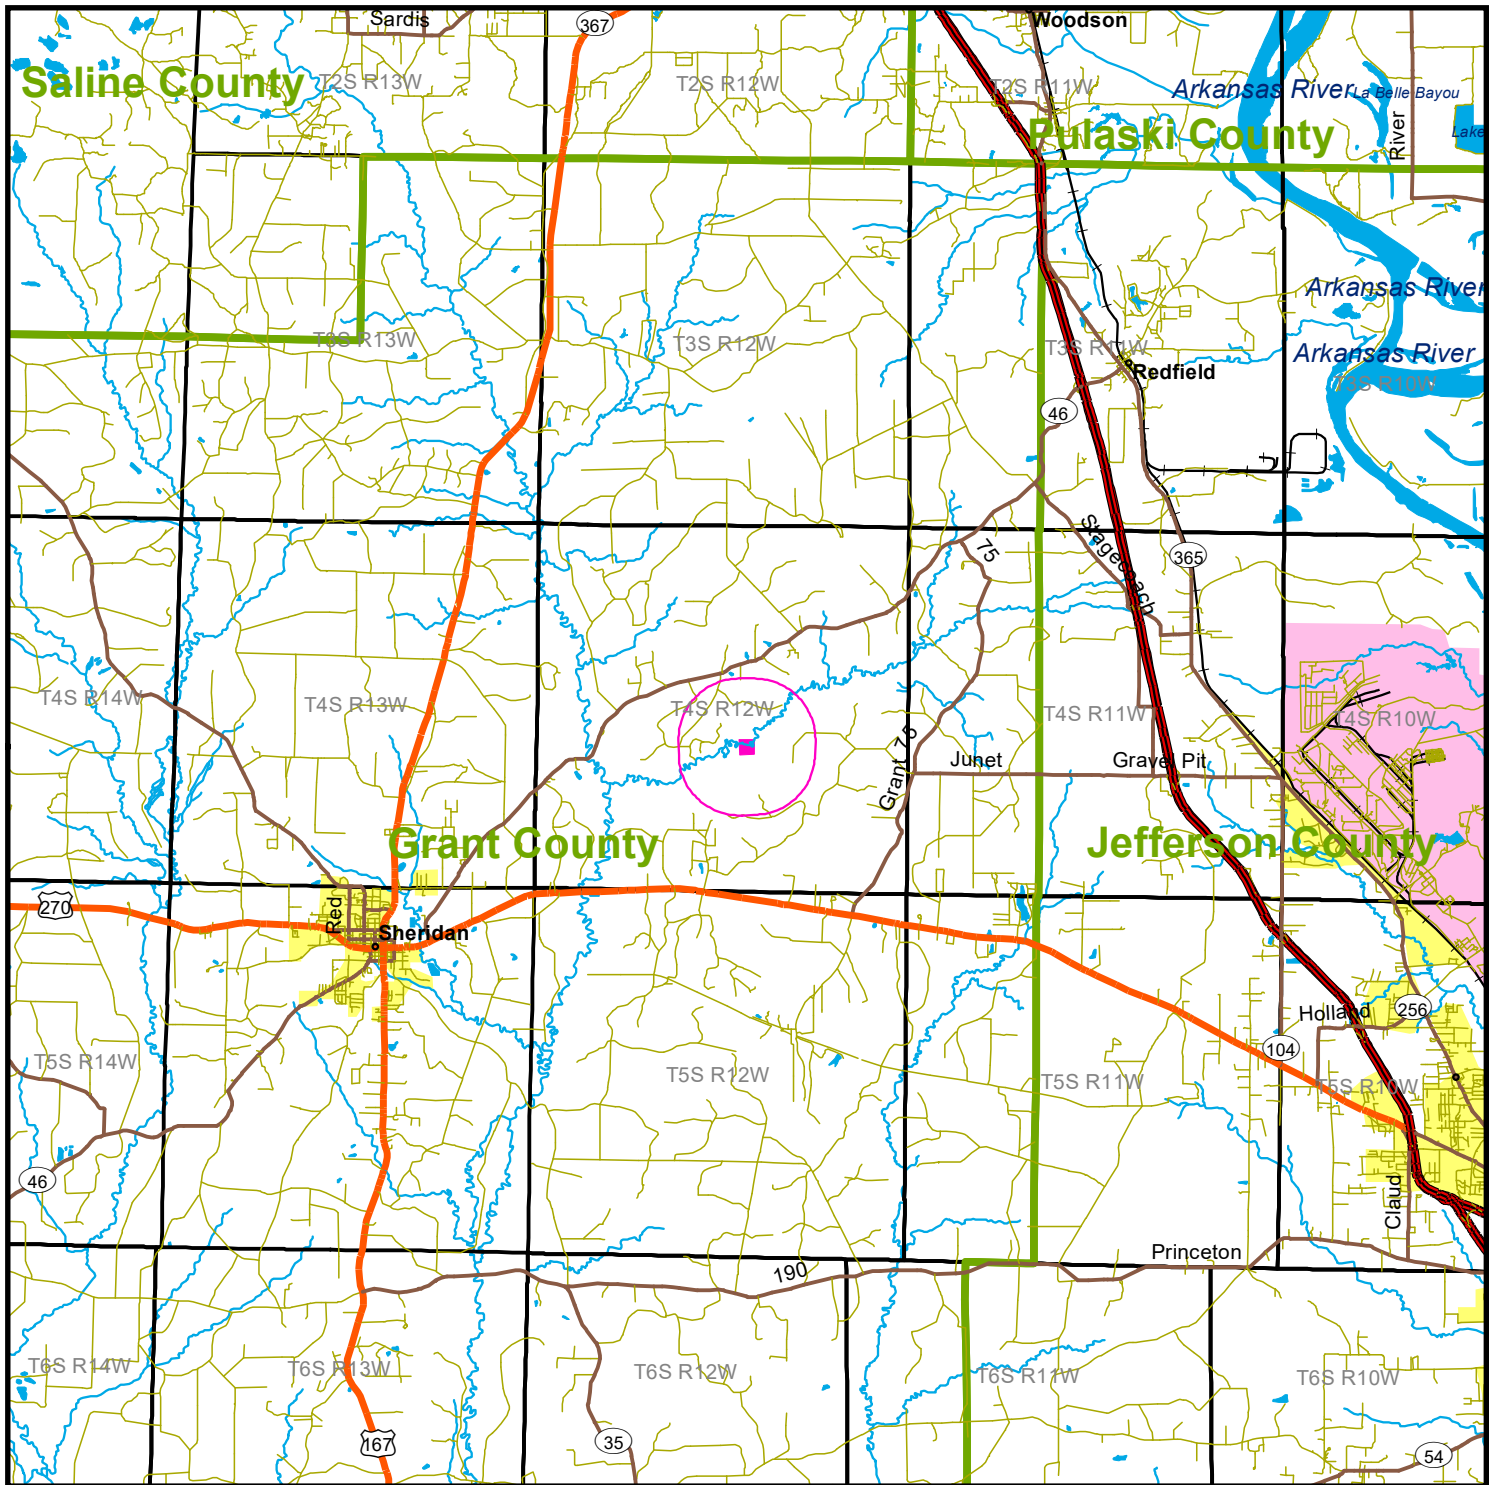 Sardis
367
Woodson
Saline County
T2S R13W
T2S R12W
T2S R11W
Arkansas River
La Belle Bayou
Pulaski County
River
Lake
Arkansas River
T3S R13W
T3S R12W
T3S R11W
Arkansas River
Redfield
T3S R10W
46
75
Stagecoach
365
T4S R14W
T4S R13W
T4S R12W
T4S R11W
T4S R10W
Grant 75
Junet
Gravel Pit
Grant County
Jefferson County
270
Red
Sheridan
Holland
256
104
T5S R14W
T5S R12W
T5S R11W
T5S R10W
46
Claud
Princeton
190
T6S R14W
T6S R13W
T6S R12W
T6S R11W
T6S R10W
167
35
54